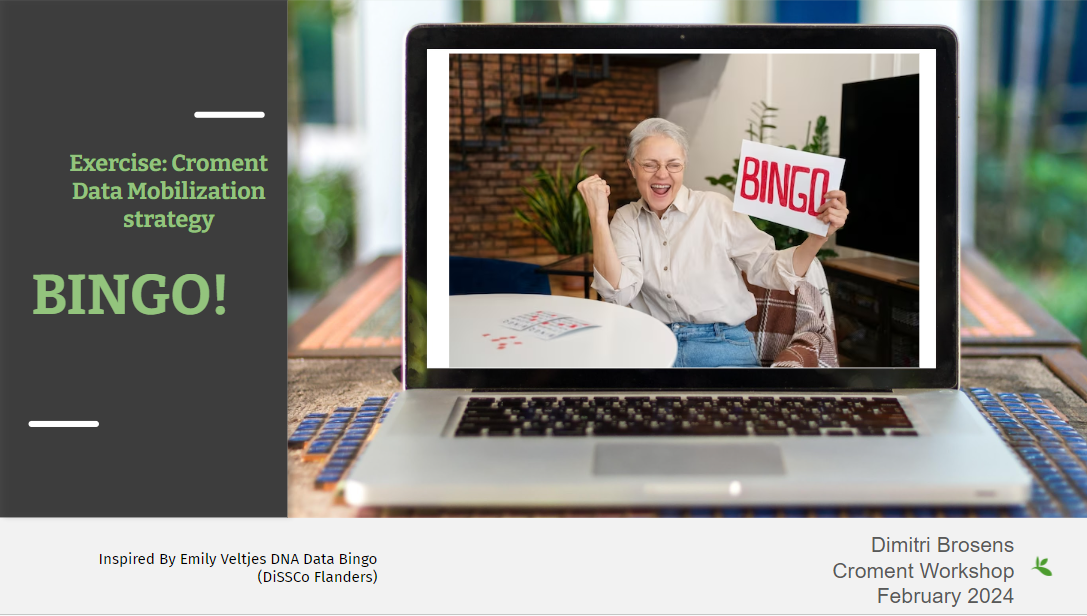 Exercise: Croment
Data Mobilization
strategy
BINGO!
BINGO
Inspired By Emily Veltjes DNA Data Bingo
(DiSSCo Flanders)
Dimitri Brosens
Croment Workshop
February 2024